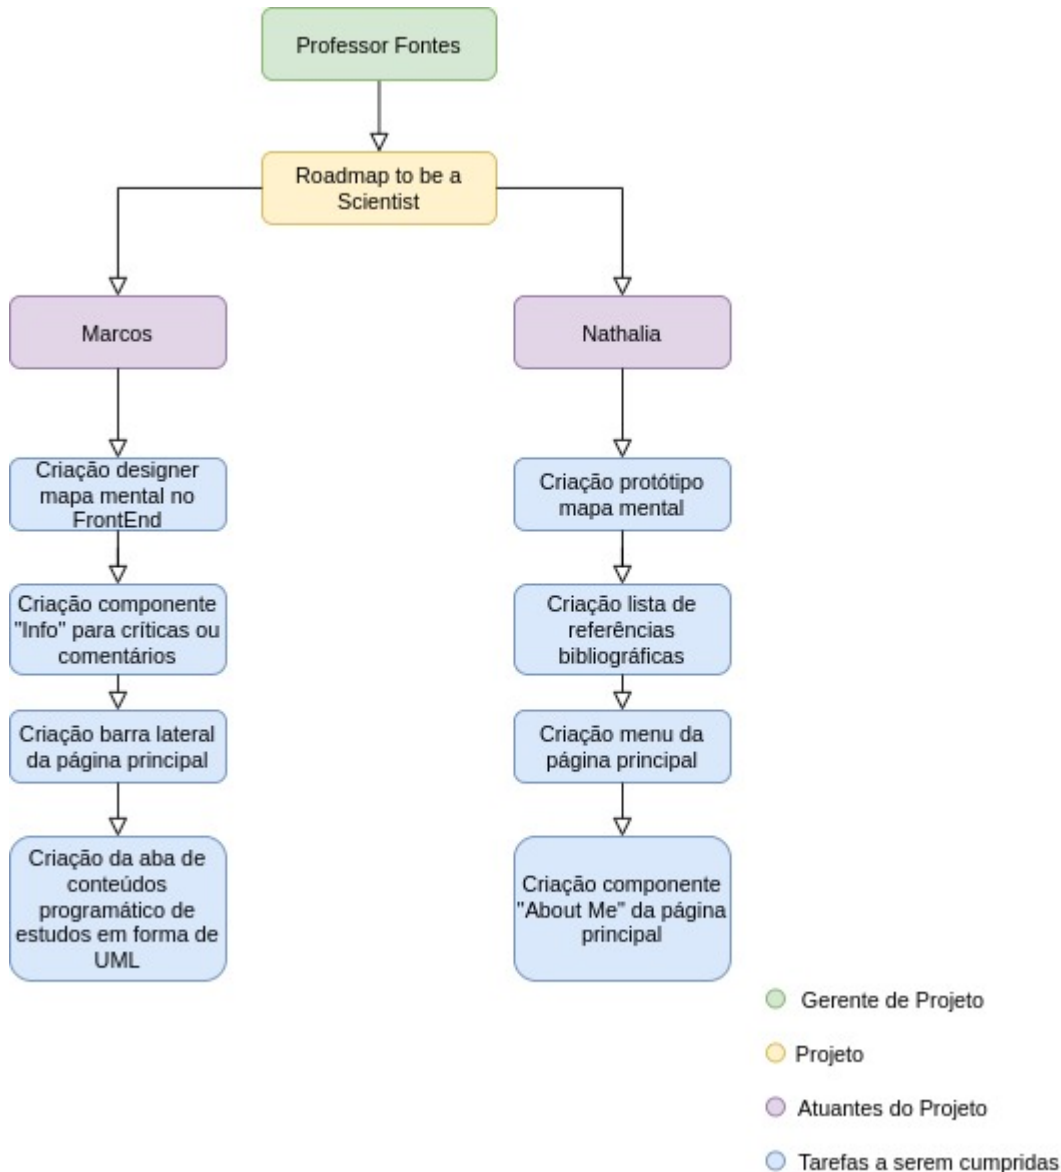 Professor Fontes
Roadmap to be a
Scientist
Marcos
Nathalia
Criação designer
mapa mental no
FrontEnd
Criação protótipo
mapa mental
Criação componente
"Info" para críticas ou
comentários
Criação lista de
referências
bibliográficas
Criação barra lateral
da página principal
Criação menu da
página principal
Criação da aba de
conteúdos
programático de
estudos em forma de
UML
Criação componente
"About Me" da página
principal
Gerente de Projeto
Projeto
Atuantes do Projeto
Tarefas a serem cumpridas